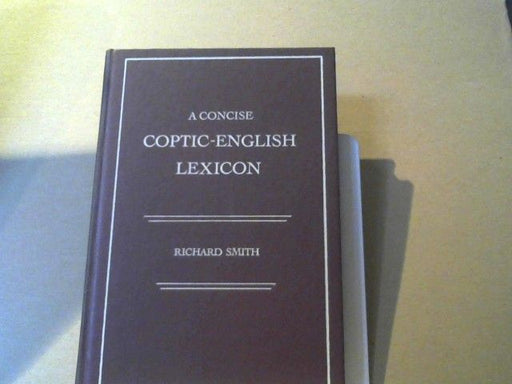 A CONCISE
COPTIC-ENGLISH
LEXICON
RICHARD SMITH